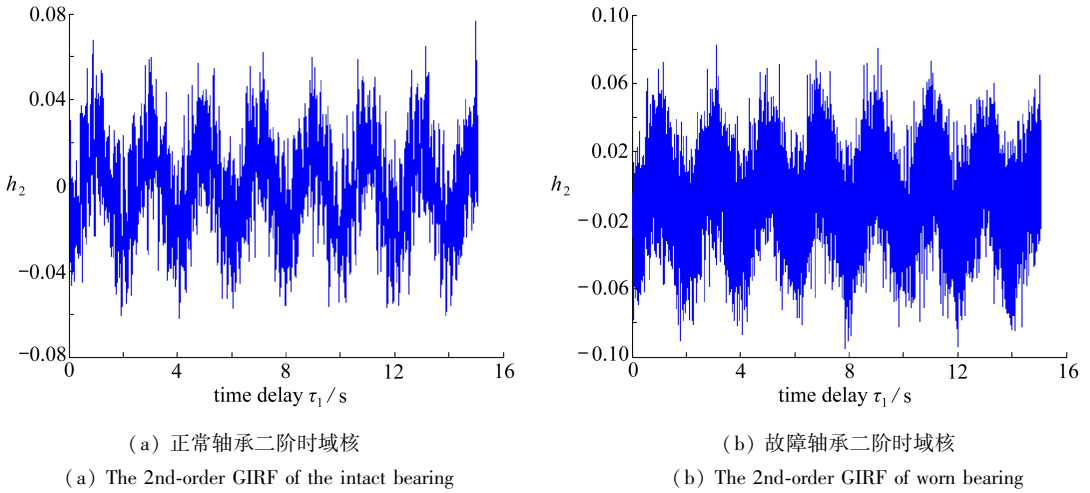 0.08
0.04
h₂
0
−0.04
−0.08
0 4 8 12 16
time delay τ₁/s
(a) 正常轴承二阶时域核
(a) The 2nd-order GIRF of the intact bearing
0.10
0.06
0.02
h₂
−0.02
−0.06
−0.10
0 4 8 12 16
time delay τ₁/s
(b) 故障轴承二阶时域核
(b) The 2nd-order GIRF of worn bearing